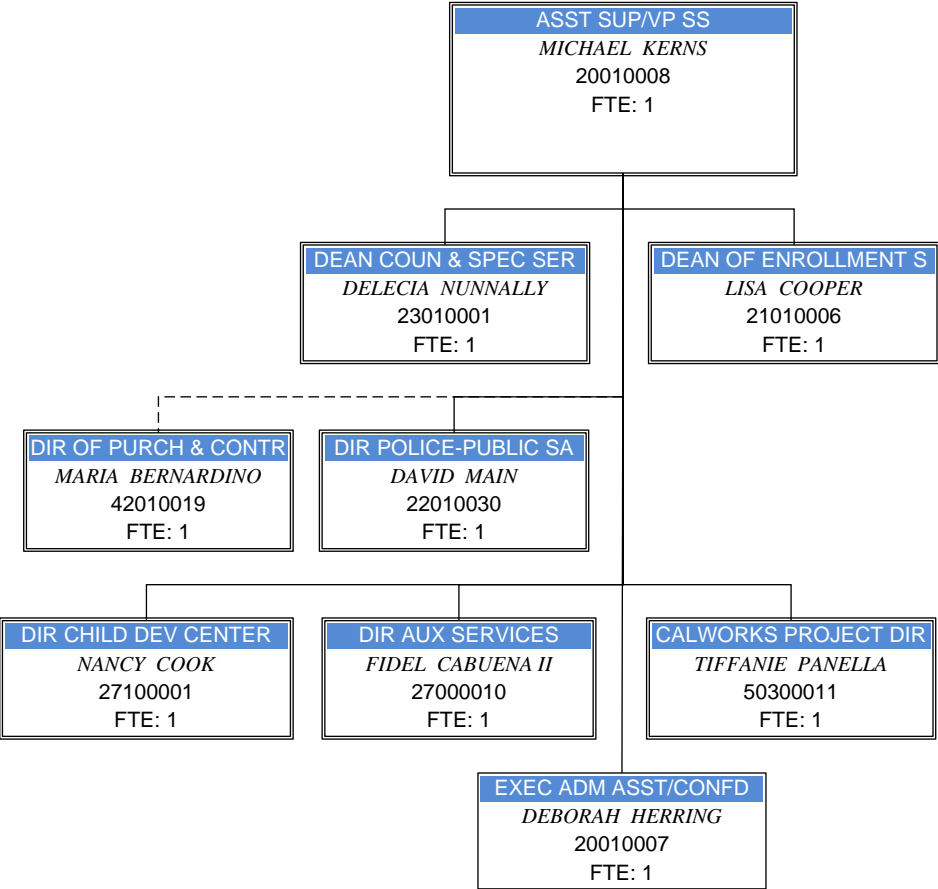 ASST SUP/VP SS
MICHAEL KERNS
20010008
FTE: 1
DEAN COUN & SPEC SER
DELECIA NUNNALLY
23010001
FTE: 1
DEAN OF ENROLLMENT S
LISA COOPER
21010006
FTE: 1
DIR OF PURCH & CONTR
MARIA BERNARDINO
42010019
FTE: 1
DIR POLICE-PUBLIC SA
DAVID MAIN
22010030
FTE: 1
DIR CHILD DEV CENTER
NANCY COOK
27100001
FTE: 1
DIR AUX SERVICES
FIDEL CABUENA II
27000010
FTE: 1
CALWORKS PROJECT DIR
TIFFANIE PANELLA
50300011
FTE: 1
EXEC ADM ASST/CONFD
DEBORAH HERRING
20010007
FTE: 1